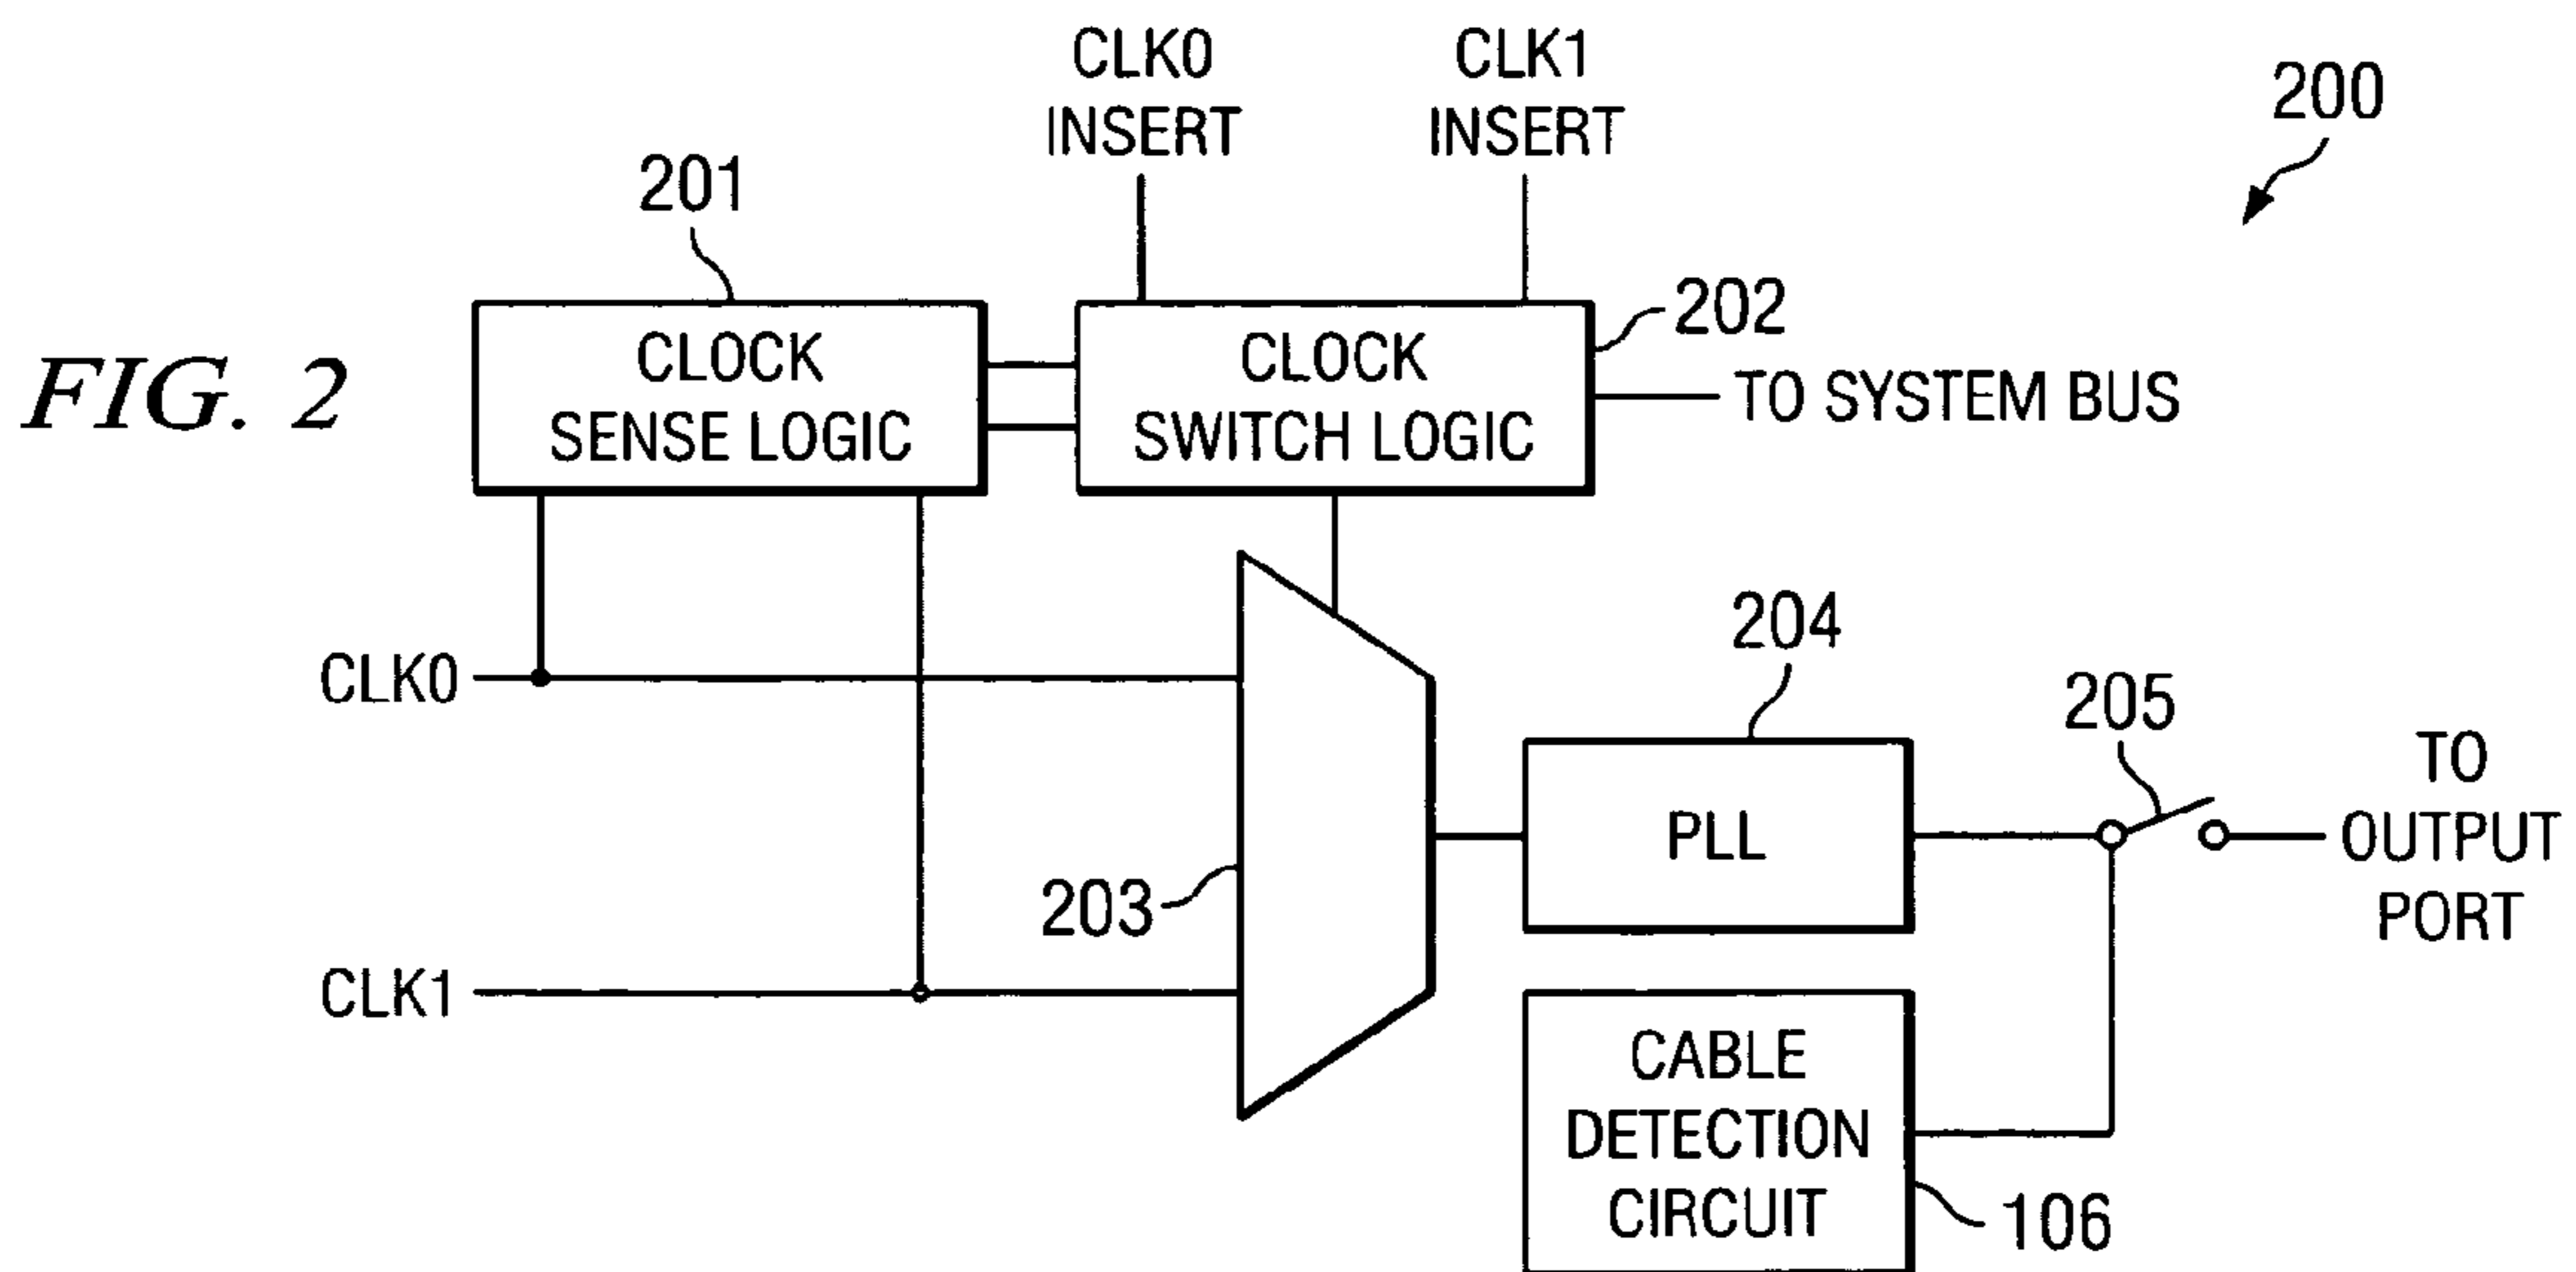 FIG. 2
200
CLK0
INSERT
CLK1
INSERT
201
CLOCK
SENSE LOGIC
202
CLOCK
SWITCH LOGIC
TO SYSTEM BUS
CLK0
CLK1
203
204
PLL
205
TO
OUTPUT
PORT
CABLE
DETECTION
CIRCUIT
106